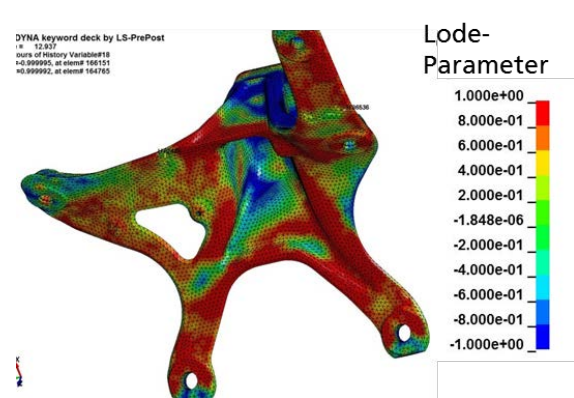 DYNA keyword deck by LS-PrePost
= 12.937
ours of History Variable#18
=-0.999995, at elem# 166151
=0.999992, at elem# 164765
Lode-
Parameter
1.000e+00
8.000e-01
6.000e-01
4.000e-01
2.000e-01
-1.848e-06
-2.000e-01
-4.000e-01
-6.000e-01
-8.000e-01
-1.000e+00